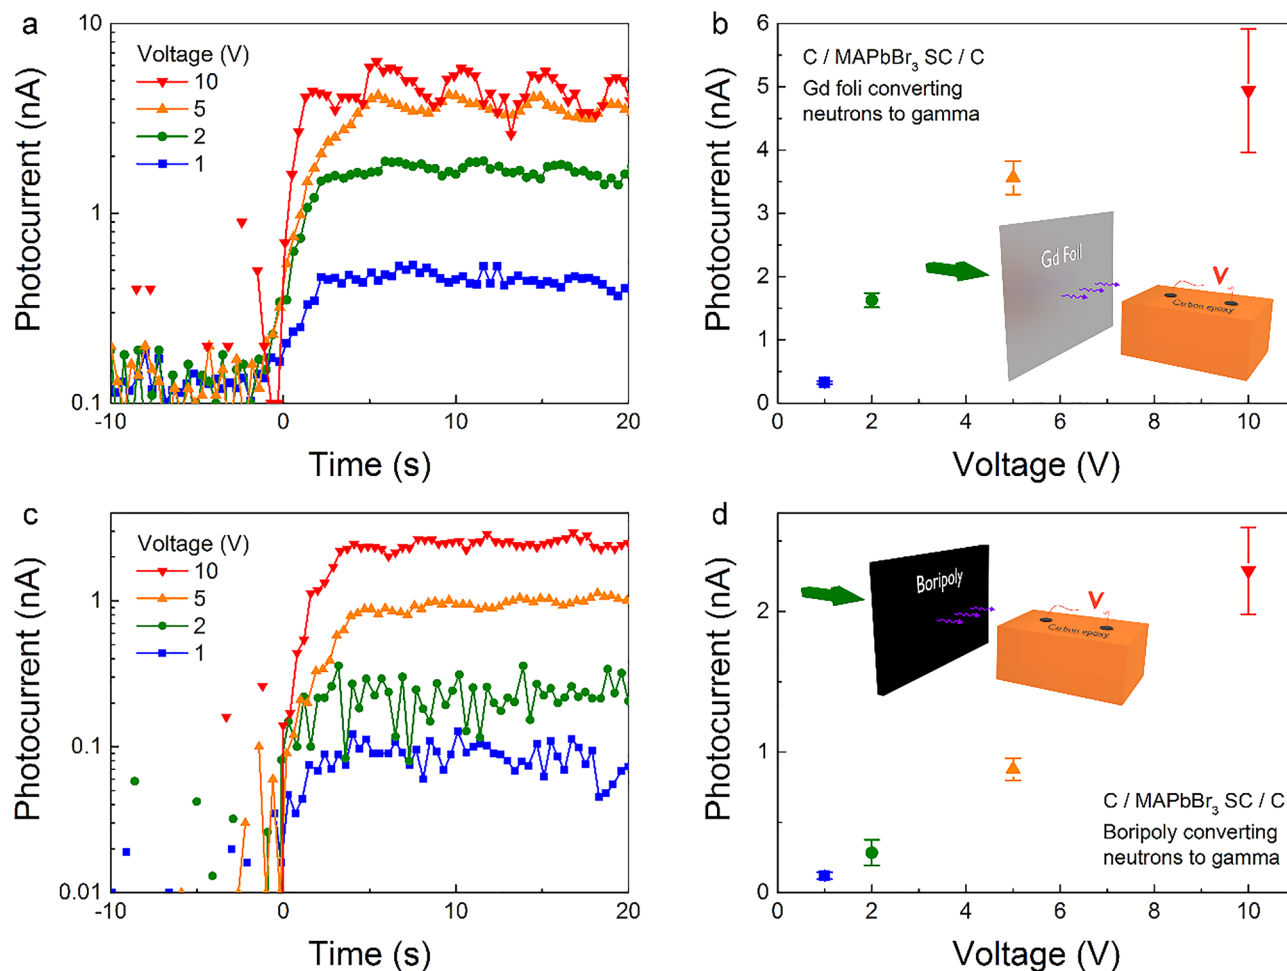 a
Photocurrent (nA)
10
1
0.1
Voltage (V)
10
5
2
1
-10
0
10
20
Time (s)
b
Photocurrent (nA)
6
5
4
3
2
1
0
C / MAPbBr₃ SC / C
Gd foli converting
neutrons to gamma
Gd Foil
V
Carbon epoxy
0
2
4
6
8
10
Voltage (V)
c
Photocurrent (nA)
1
0.1
0.01
Voltage (V)
10
5
2
1
-10
0
10
20
Time (s)
d
Photocurrent (nA)
2
1
0
Boripoly
V
Carbon epoxy
C / MAPbBr₃ SC / C
Boripoly converting
neutrons to gamma
0
2
4
6
8
10
Voltage (V)